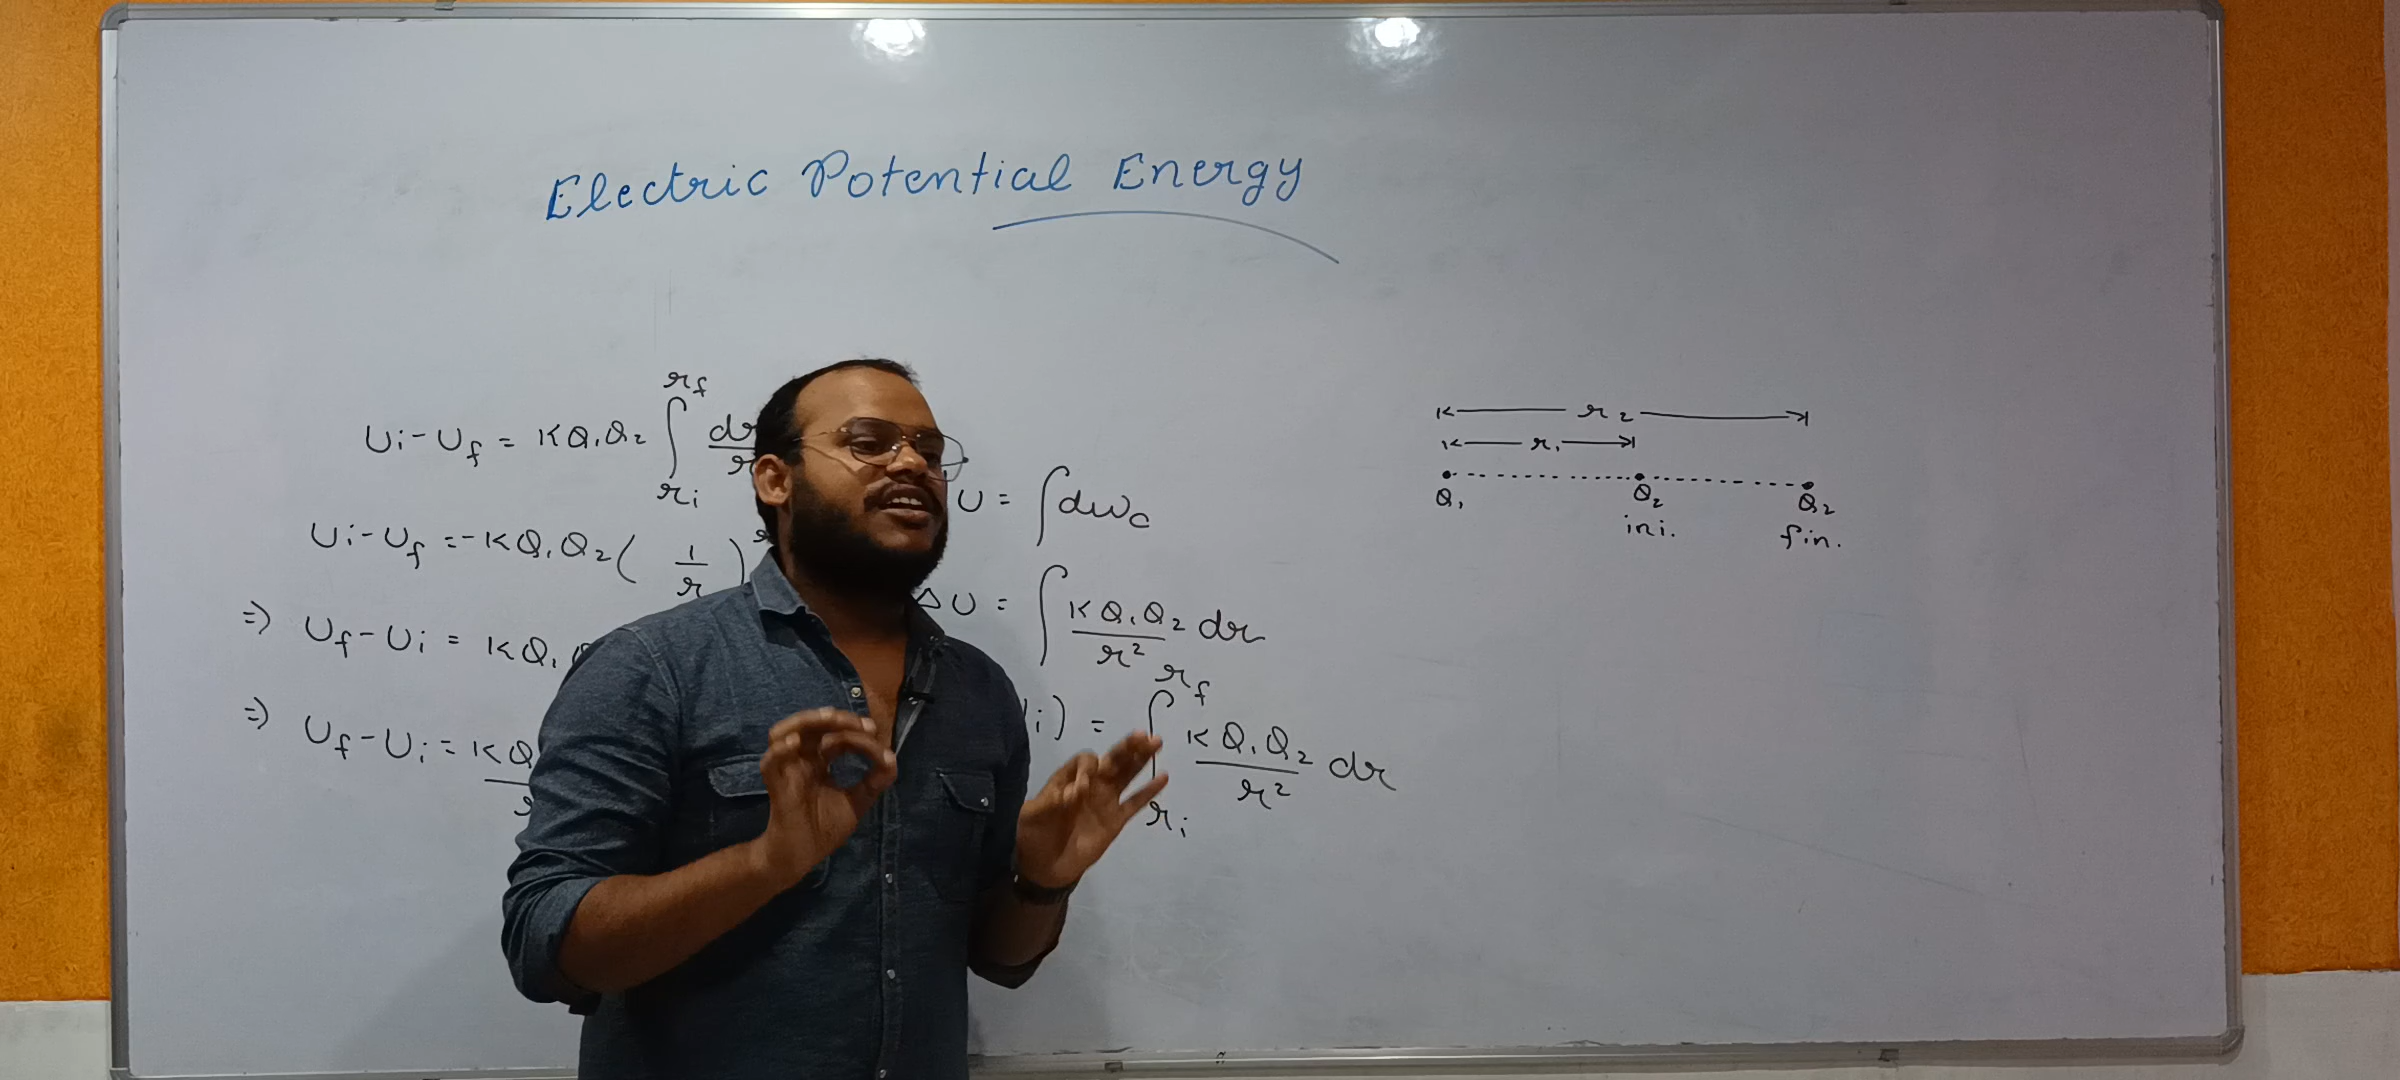 Electric Potential Energy
Ui - Uf = KQ1Q2 ∫ri^rf dr
Ui - Uf = -KQ1Q2 ( 1/r )
⇒ Uf - Ui = KQ1
⇒ Uf - Ui = KQ
U = ∫dwc
ΔU = ∫ KQ1Q2/r² dr
i) = ∫ri^rf KQ1Q2/r² dr
r2
r1
Q1 Q2 Q2
ini. fin.